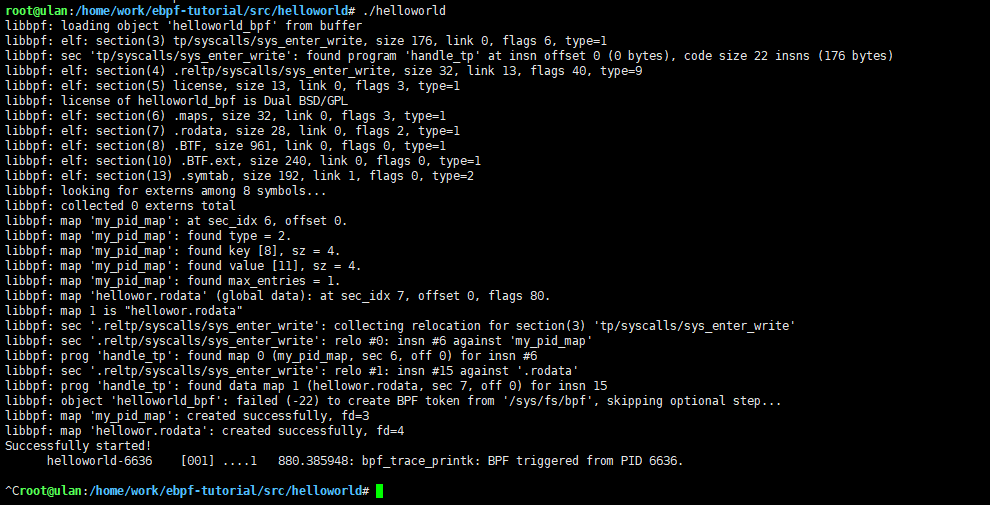 root@ulan:/home/work/ebpf-tutorial/src/helloworld# ./helloworld
libbpf: loading object 'helloworld_bpf' from buffer
libbpf: elf: section(3) tp/syscalls/sys_enter_write, size 176, link 0, flags 6, type=1
libbpf: sec 'tp/syscalls/sys_enter_write': found program 'handle_tp' at insn offset 0 (0 bytes), code size 22 insns (176 bytes)
libbpf: elf: section(4) .reltp/syscalls/sys_enter_write, size 32, link 13, flags 40, type=9
libbpf: elf: section(5) license, size 13, link 0, flags 3, type=1
libbpf: license of helloworld_bpf is Dual BSD/GPL
libbpf: elf: section(6) .maps, size 32, link 0, flags 3, type=1
libbpf: elf: section(7) .rodata, size 28, link 0, flags 2, type=1
libbpf: elf: section(8) .BTF, size 961, link 0, flags 0, type=1
libbpf: elf: section(10) .BTF.ext, size 240, link 0, flags 0, type=1
libbpf: elf: section(13) .symtab, size 192, link 1, flags 0, type=2
libbpf: looking for externs among 8 symbols...
libbpf: collected 0 externs total
libbpf: map 'my_pid_map': at sec_idx 6, offset 0.
libbpf: map 'my_pid_map': found type = 2.
libbpf: map 'my_pid_map': found key [8], sz = 4.
libbpf: map 'my_pid_map': found value [11], sz = 4.
libbpf: map 'my_pid_map': found max_entries = 1.
libbpf: map 'hellowor.rodata' (global data): at sec_idx 7, offset 0, flags 80.
libbpf: map 1 is "hellowor.rodata"
libbpf: sec '.reltp/syscalls/sys_enter_write': collecting relocation for section(3) 'tp/syscalls/sys_enter_write'
libbpf: sec '.reltp/syscalls/sys_enter_write': relo #0: insn #6 against 'my_pid_map'
libbpf: prog 'handle_tp': found map 0 (my_pid_map, sec 6, off 0) for insn #6
libbpf: sec '.reltp/syscalls/sys_enter_write': relo #1: insn #15 against '.rodata'
libbpf: prog 'handle_tp': found data map 1 (hellowor.rodata, sec 7, off 0) for insn 15
libbpf: object 'helloworld_bpf': failed (-22) to create BPF token from '/sys/fs/bpf', skipping optional step...
libbpf: map 'my_pid_map': created successfully, fd=3
libbpf: map 'hellowor.rodata': created successfully, fd=4
Successfully started!
helloworld-6636    [001] ....1   880.385948: bpf_trace_printk: BPF triggered from PID 6636.
^Croot@ulan:/home/work/ebpf-tutorial/src/helloworld#